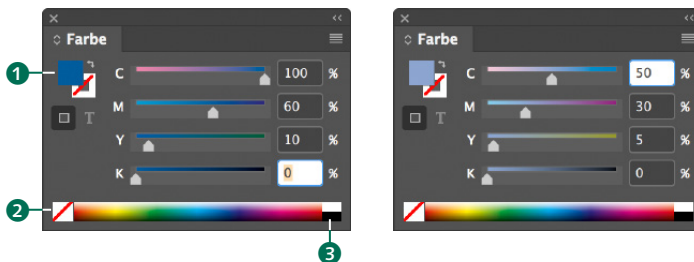 Farbe
1
C 100 %
M 60 %
T
Y 10 %
K 0 %
2
3
Farbe
C 50 %
M 30 %
T
Y 5 %
K 0 %